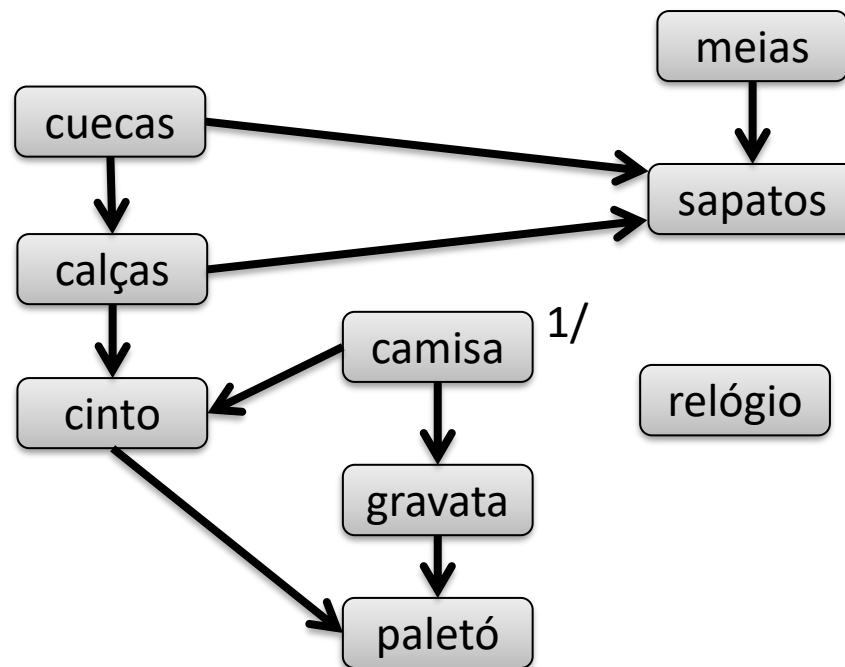 meias
cuecas
sapatos
calças
camisa
1/
cinto
relógio
gravata
paletó